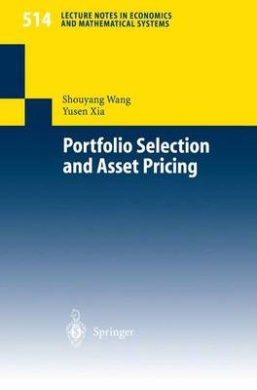 514
LECTURE NOTES IN ECONOMICS
AND MATHEMATICAL SYSTEMS
Shouyang Wang
Yusen Xia
Portfolio Selection
and Asset Pricing
Springer